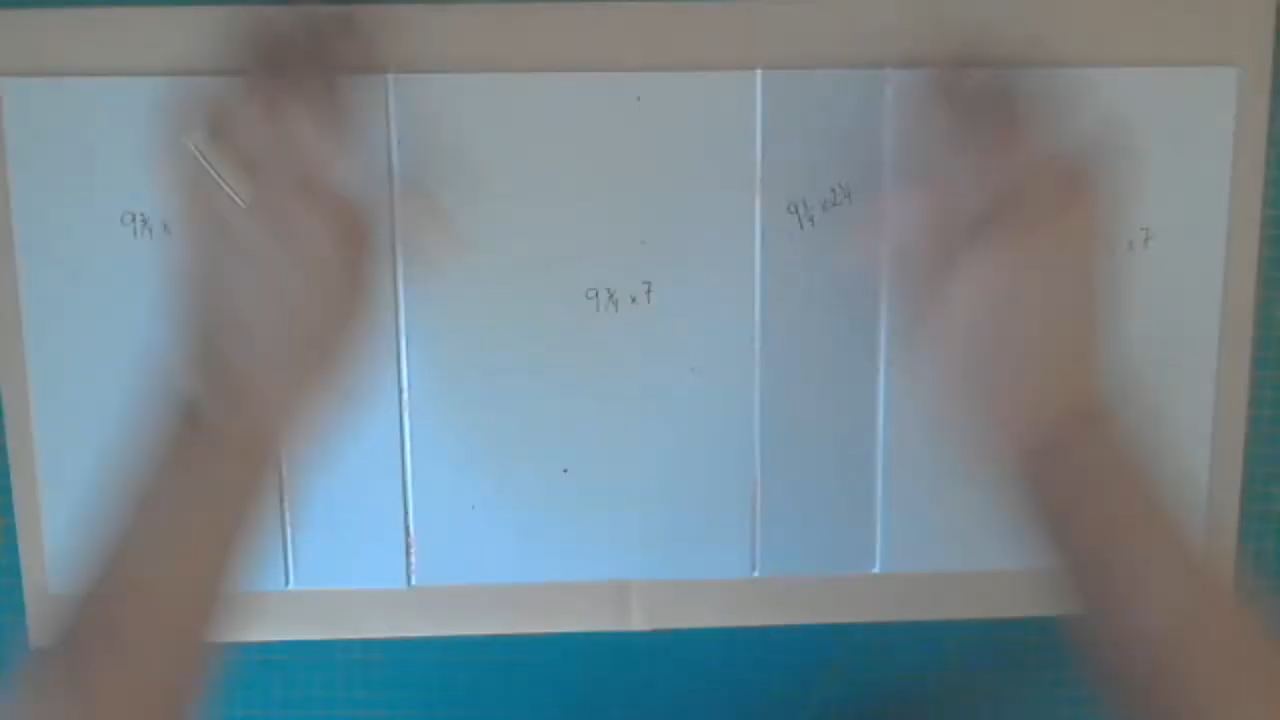 9¾ x
9¾ x 7
9¾ x 2¼
x 7